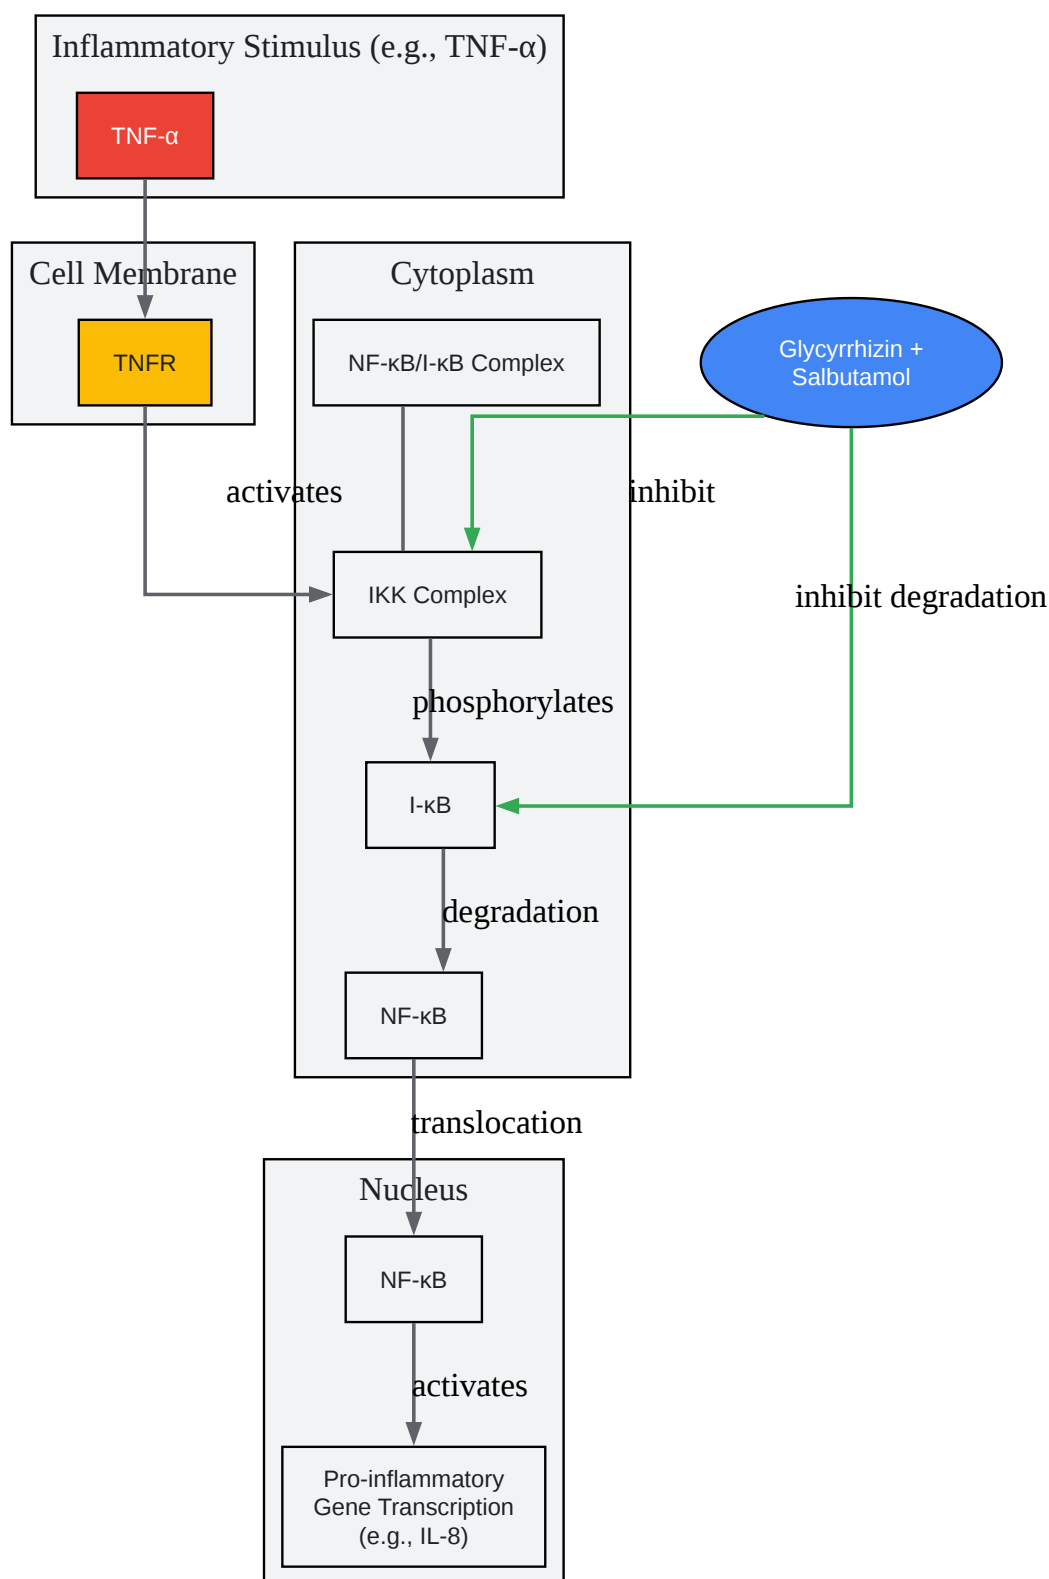 Inflammatory Stimulus (e.g., TNF-α)
TNF-α
Cell Membrane
TNFR
Cytoplasm
NF-κB/I-κB Complex
Glycyrrhizin +
Salbutamol
activates
inhibit
IKK Complex
inhibit degradation
phosphorylates
I-κB
degradation
NF-κB
translocation
Nucleus
NF-κB
activates
Pro-inflammatory
Gene Transcription
(e.g., IL-8)